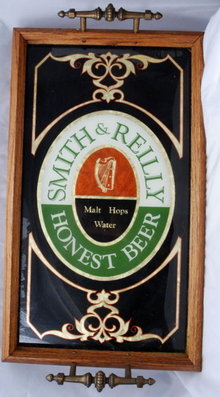 SMITH & REILLY
Malt Hops
Water
HONEST BEER